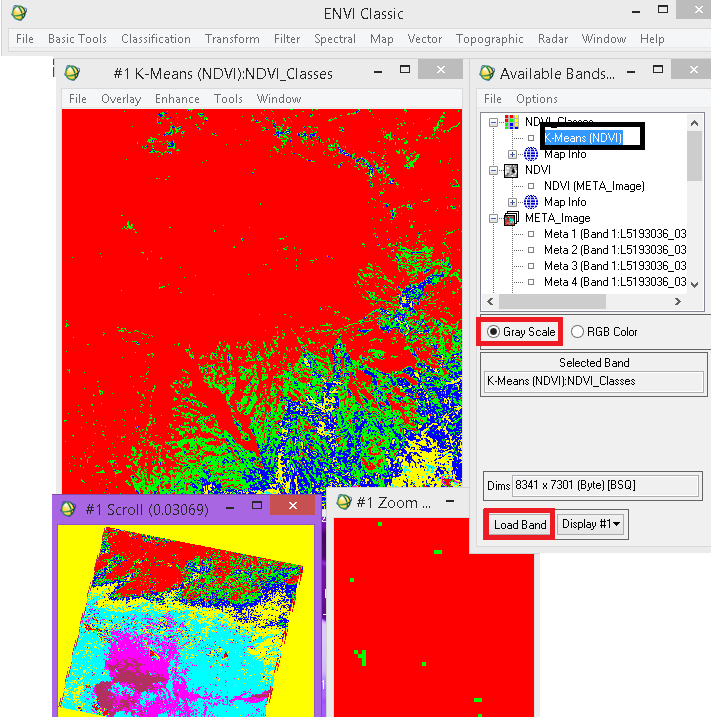 ENVI Classic
File Basic Tools Classification Transform Filter Spectral Map Vector Topographic Radar Window Help
#1 K-Means (NDVI):NDVI_Classes
File Overlay Enhance Tools Window
Available Bands...
File Options
NDVI_Classes
K-Means (NDVI)
Map Info
NDVI
NDVI (META_Image)
Map Info
META_Image
Meta 1 (Band 1:L5193036_03
Meta 2 (Band 1:L5193036_03
Meta 3 (Band 1:L5193036_03
Meta 4 (Band 1:L5193036_03
Gray Scale RGB Color
Selected Band
K-Means (NDVI):NDVI_Classes
Dims 8341 x 7301 (Byte) [BSQ]
Load Band Display #1
#1 Scroll (0.03069)
#1 Zoom ...